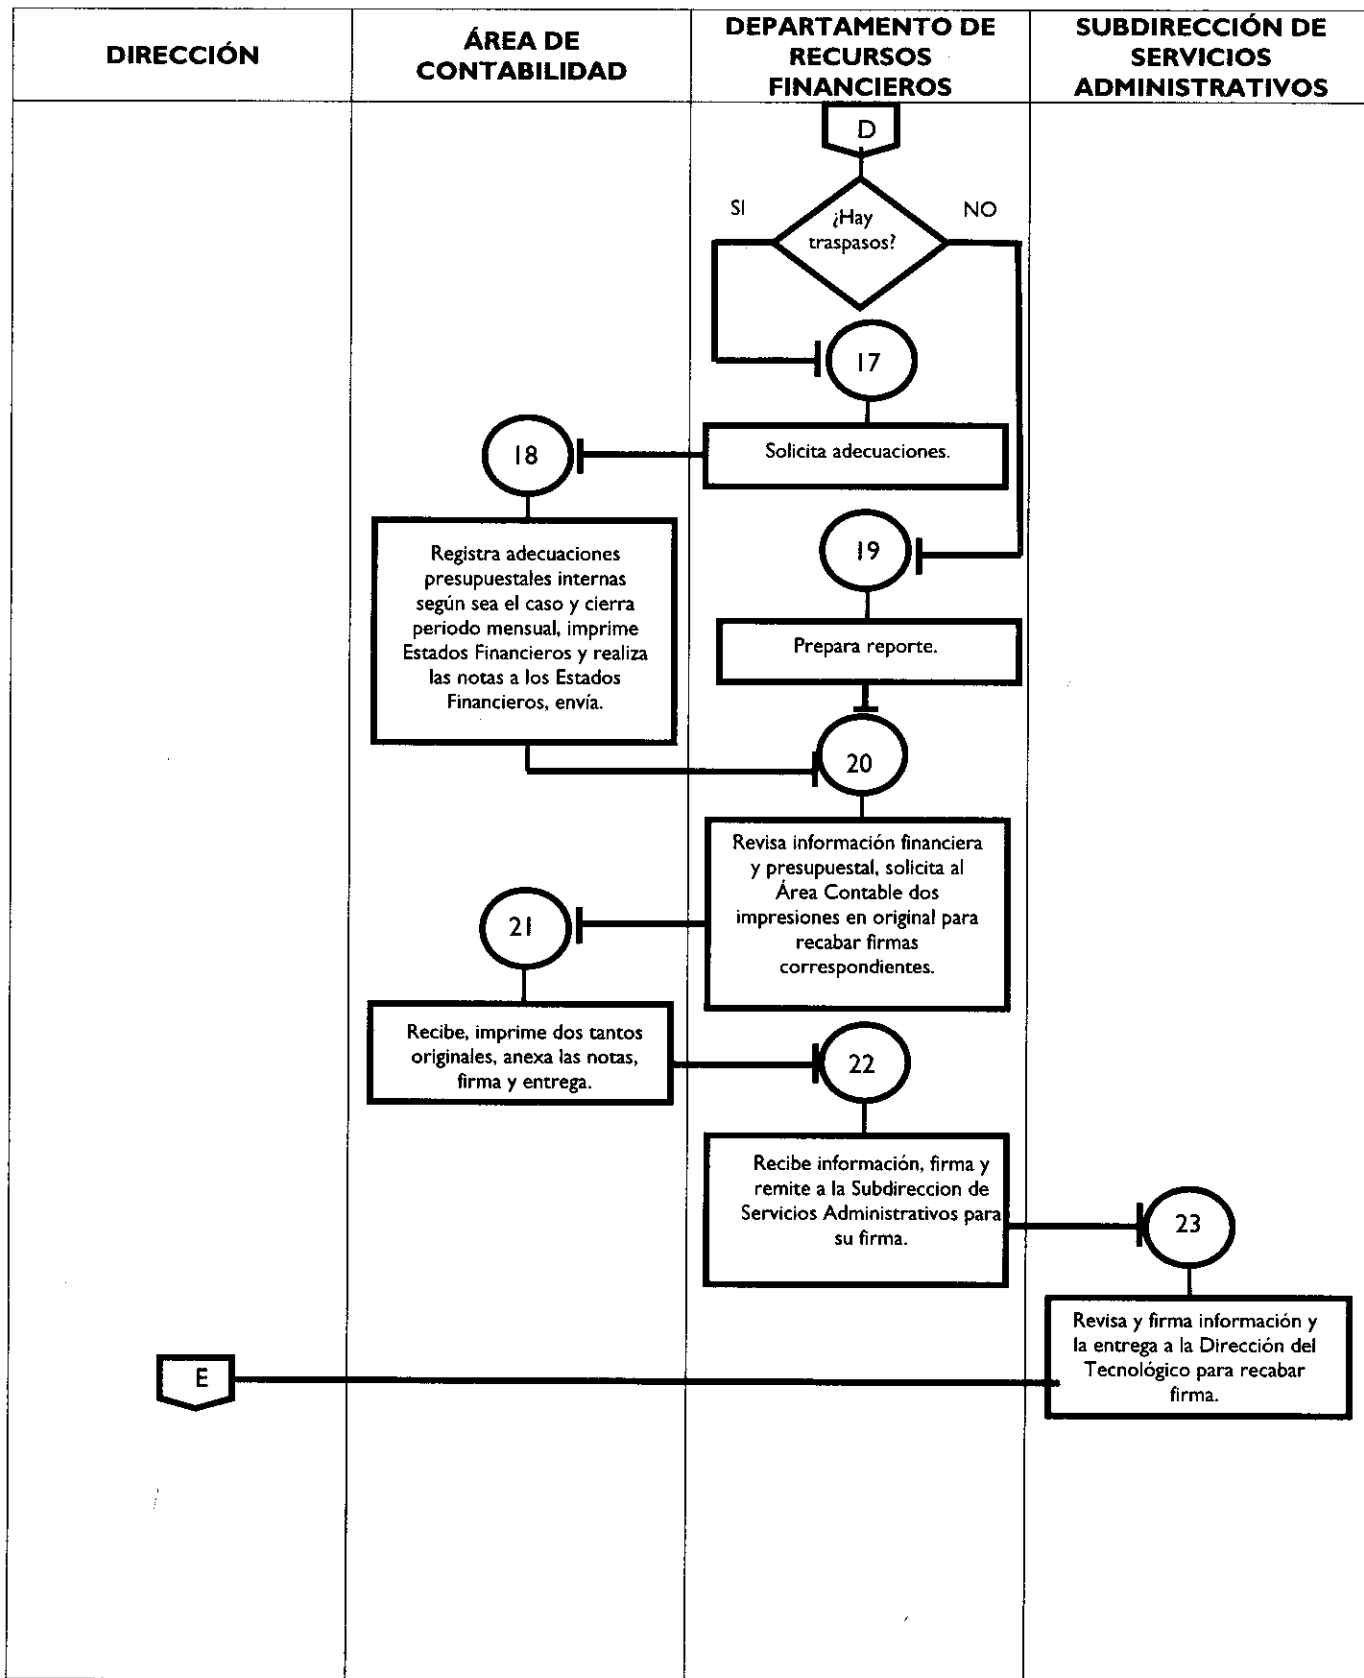 DIRECCIÓN
ÁREA DE
CONTABILIDAD
DEPARTAMENTO DE
RECURSOS
FINANCIEROS
SUBDIRECCIÓN DE
SERVICIOS
ADMINISTRATIVOS
D
SI
¿Hay
traspasos?
NO
17
Solicita adecuaciones.
18
Registra adecuaciones
presupuestales internas
según sea el caso y cierra
periodo mensual, imprime
Estados Financieros y realiza
las notas a los Estados
Financieros, envía.
19
Prepara reporte.
20
Revisa información financiera
y presupuestal, solicita al
Área Contable dos
impresiones en original para
recabar firmas
correspondientes.
21
Recibe, imprime dos tantos
originales, anexa las notas,
firma y entrega.
22
Recibe información, firma y
remite a la Subdireccion de
Servicios Administrativos para
su firma.
23
Revisa y firma información y
la entrega a la Dirección del
Tecnológico para recabar
firma.
E